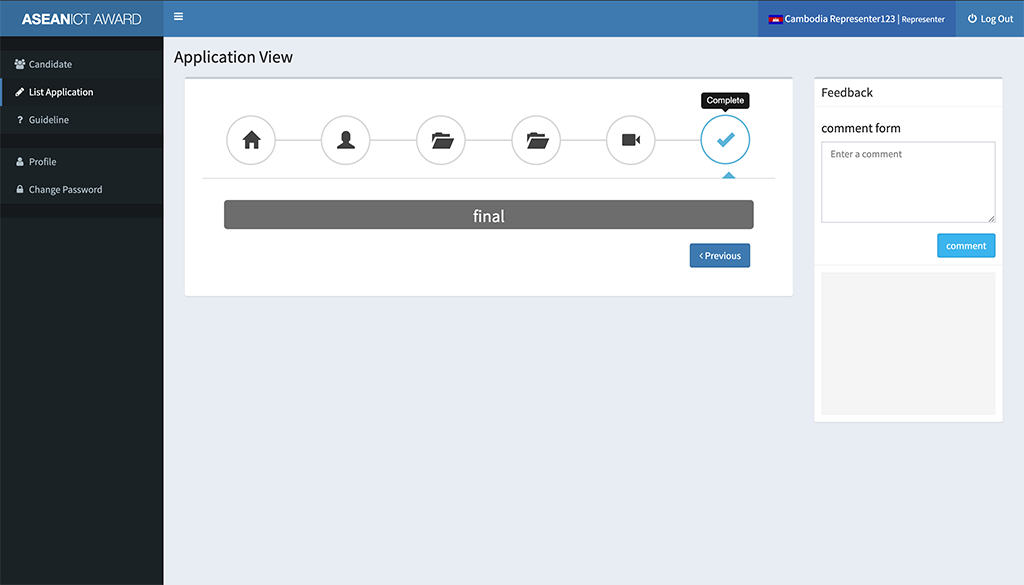 ASEANICT AWARD
Cambodia Representer123 | Representer
Log Out
Candidate
List Application
? Guideline
Profile
Change Password
Application View
Complete
final
‹ Previous
Feedback
comment form
Enter a comment
comment